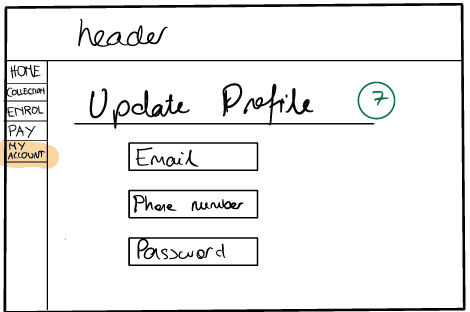 header
HOME
COLLECTION
ENROL
PAY
MY
ACCOUNT
Update Profile 7
Email
Phone number
Password